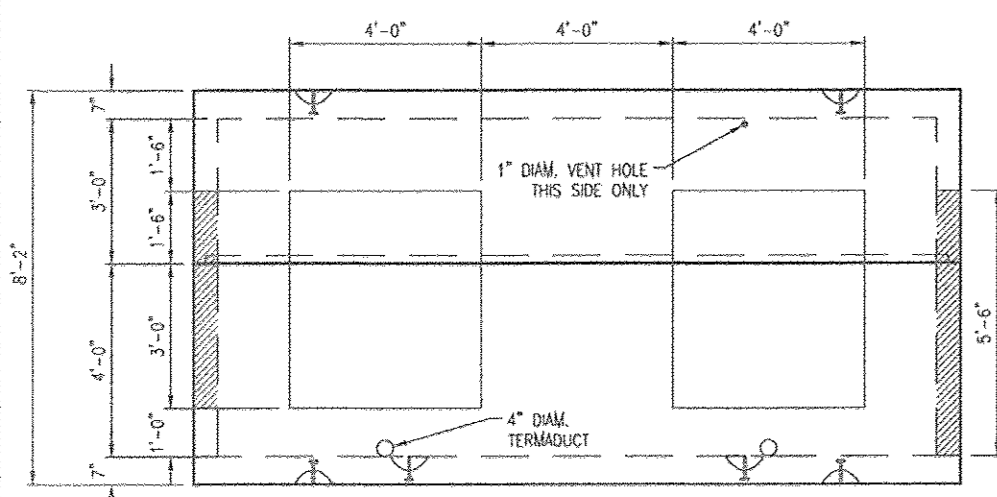 4'-0" 4'-0" 4'-0"
7"
1'-6"
3'-0"
1" DIAM. VENT HOLE
THIS SIDE ONLY
1'-6"
8'-2"
5'-6"
3'-0"
4'-0"
4" DIAM.
TERMADUCT
1'-0"
7"